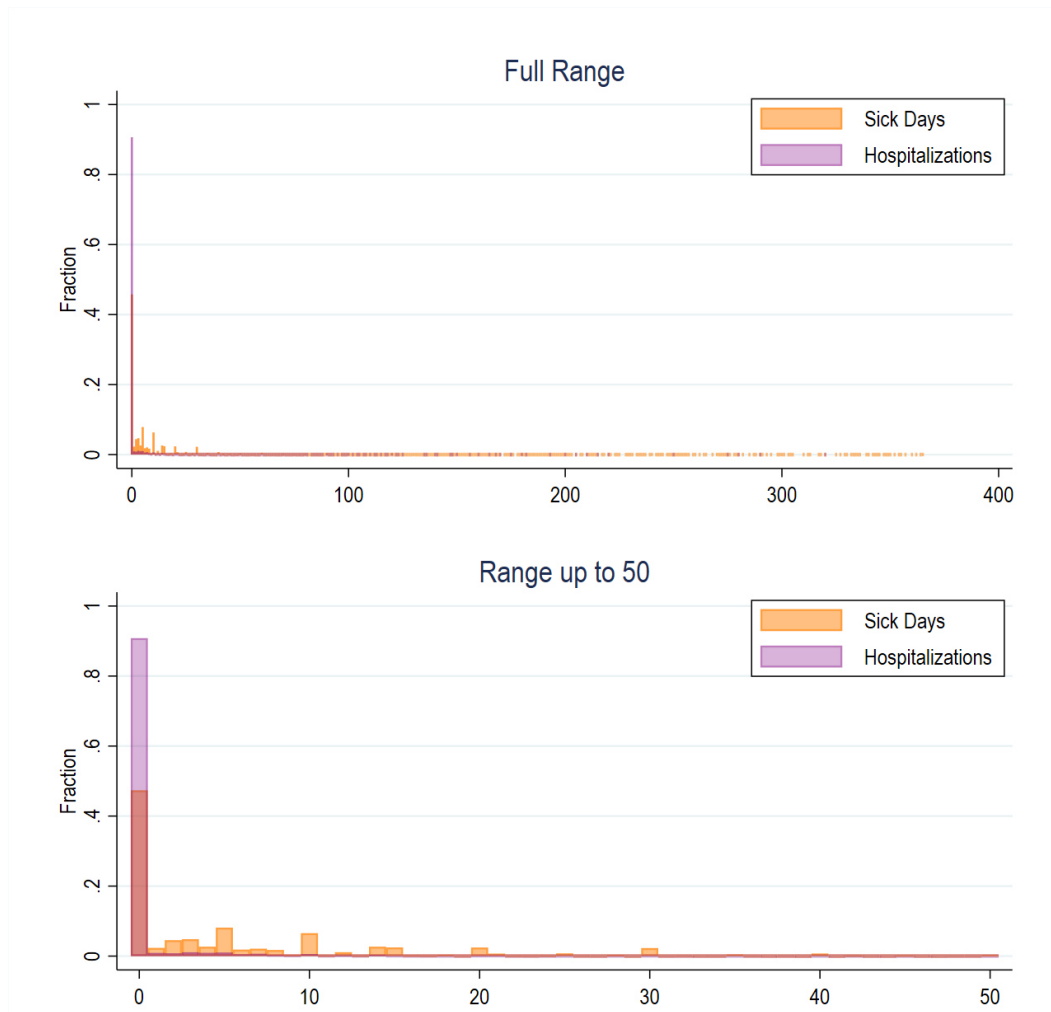 Full Range
Sick Days
Hospitalizations
Fraction
1
.8
.6
.4
.2
0
0 100 200 300 400
Range up to 50
Sick Days
Hospitalizations
Fraction
1
.8
.6
.4
.2
0
0 10 20 30 40 50